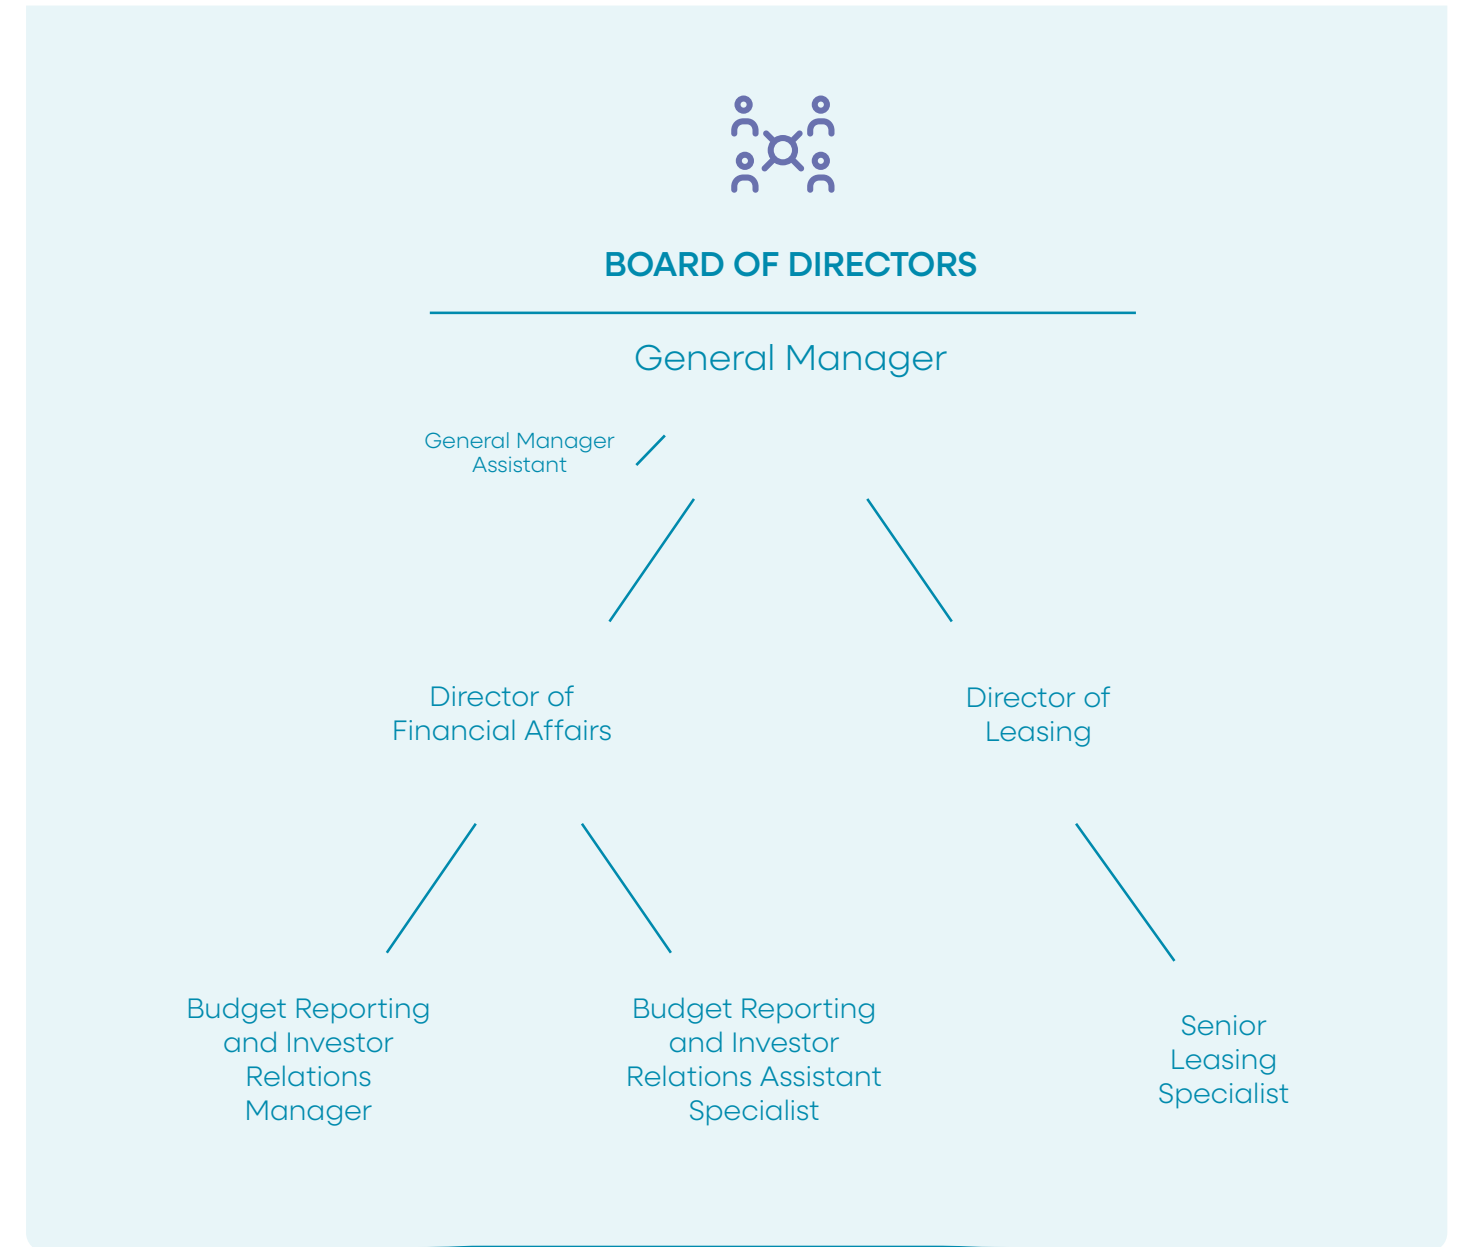 BOARD OF DIRECTORS
General Manager
General Manager
Assistant
Director of
Financial Affairs
Director of
Leasing
Budget Reporting
and Investor
Relations
Manager
Budget Reporting
and Investor
Relations Assistant
Specialist
Senior
Leasing
Specialist